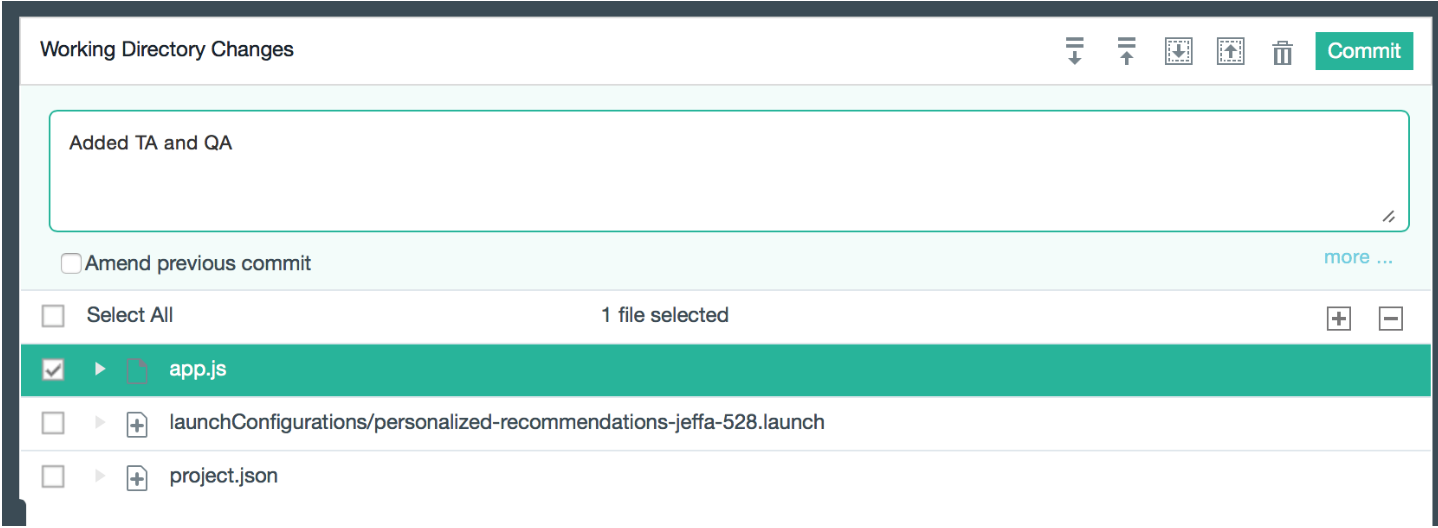 Working Directory Changes
Commit
Added TA and QA
Amend previous commit
more ...
Select All
1 file selected
app.js
launchConfigurations/personalized-recommendations-jeffa-528.launch
project.json